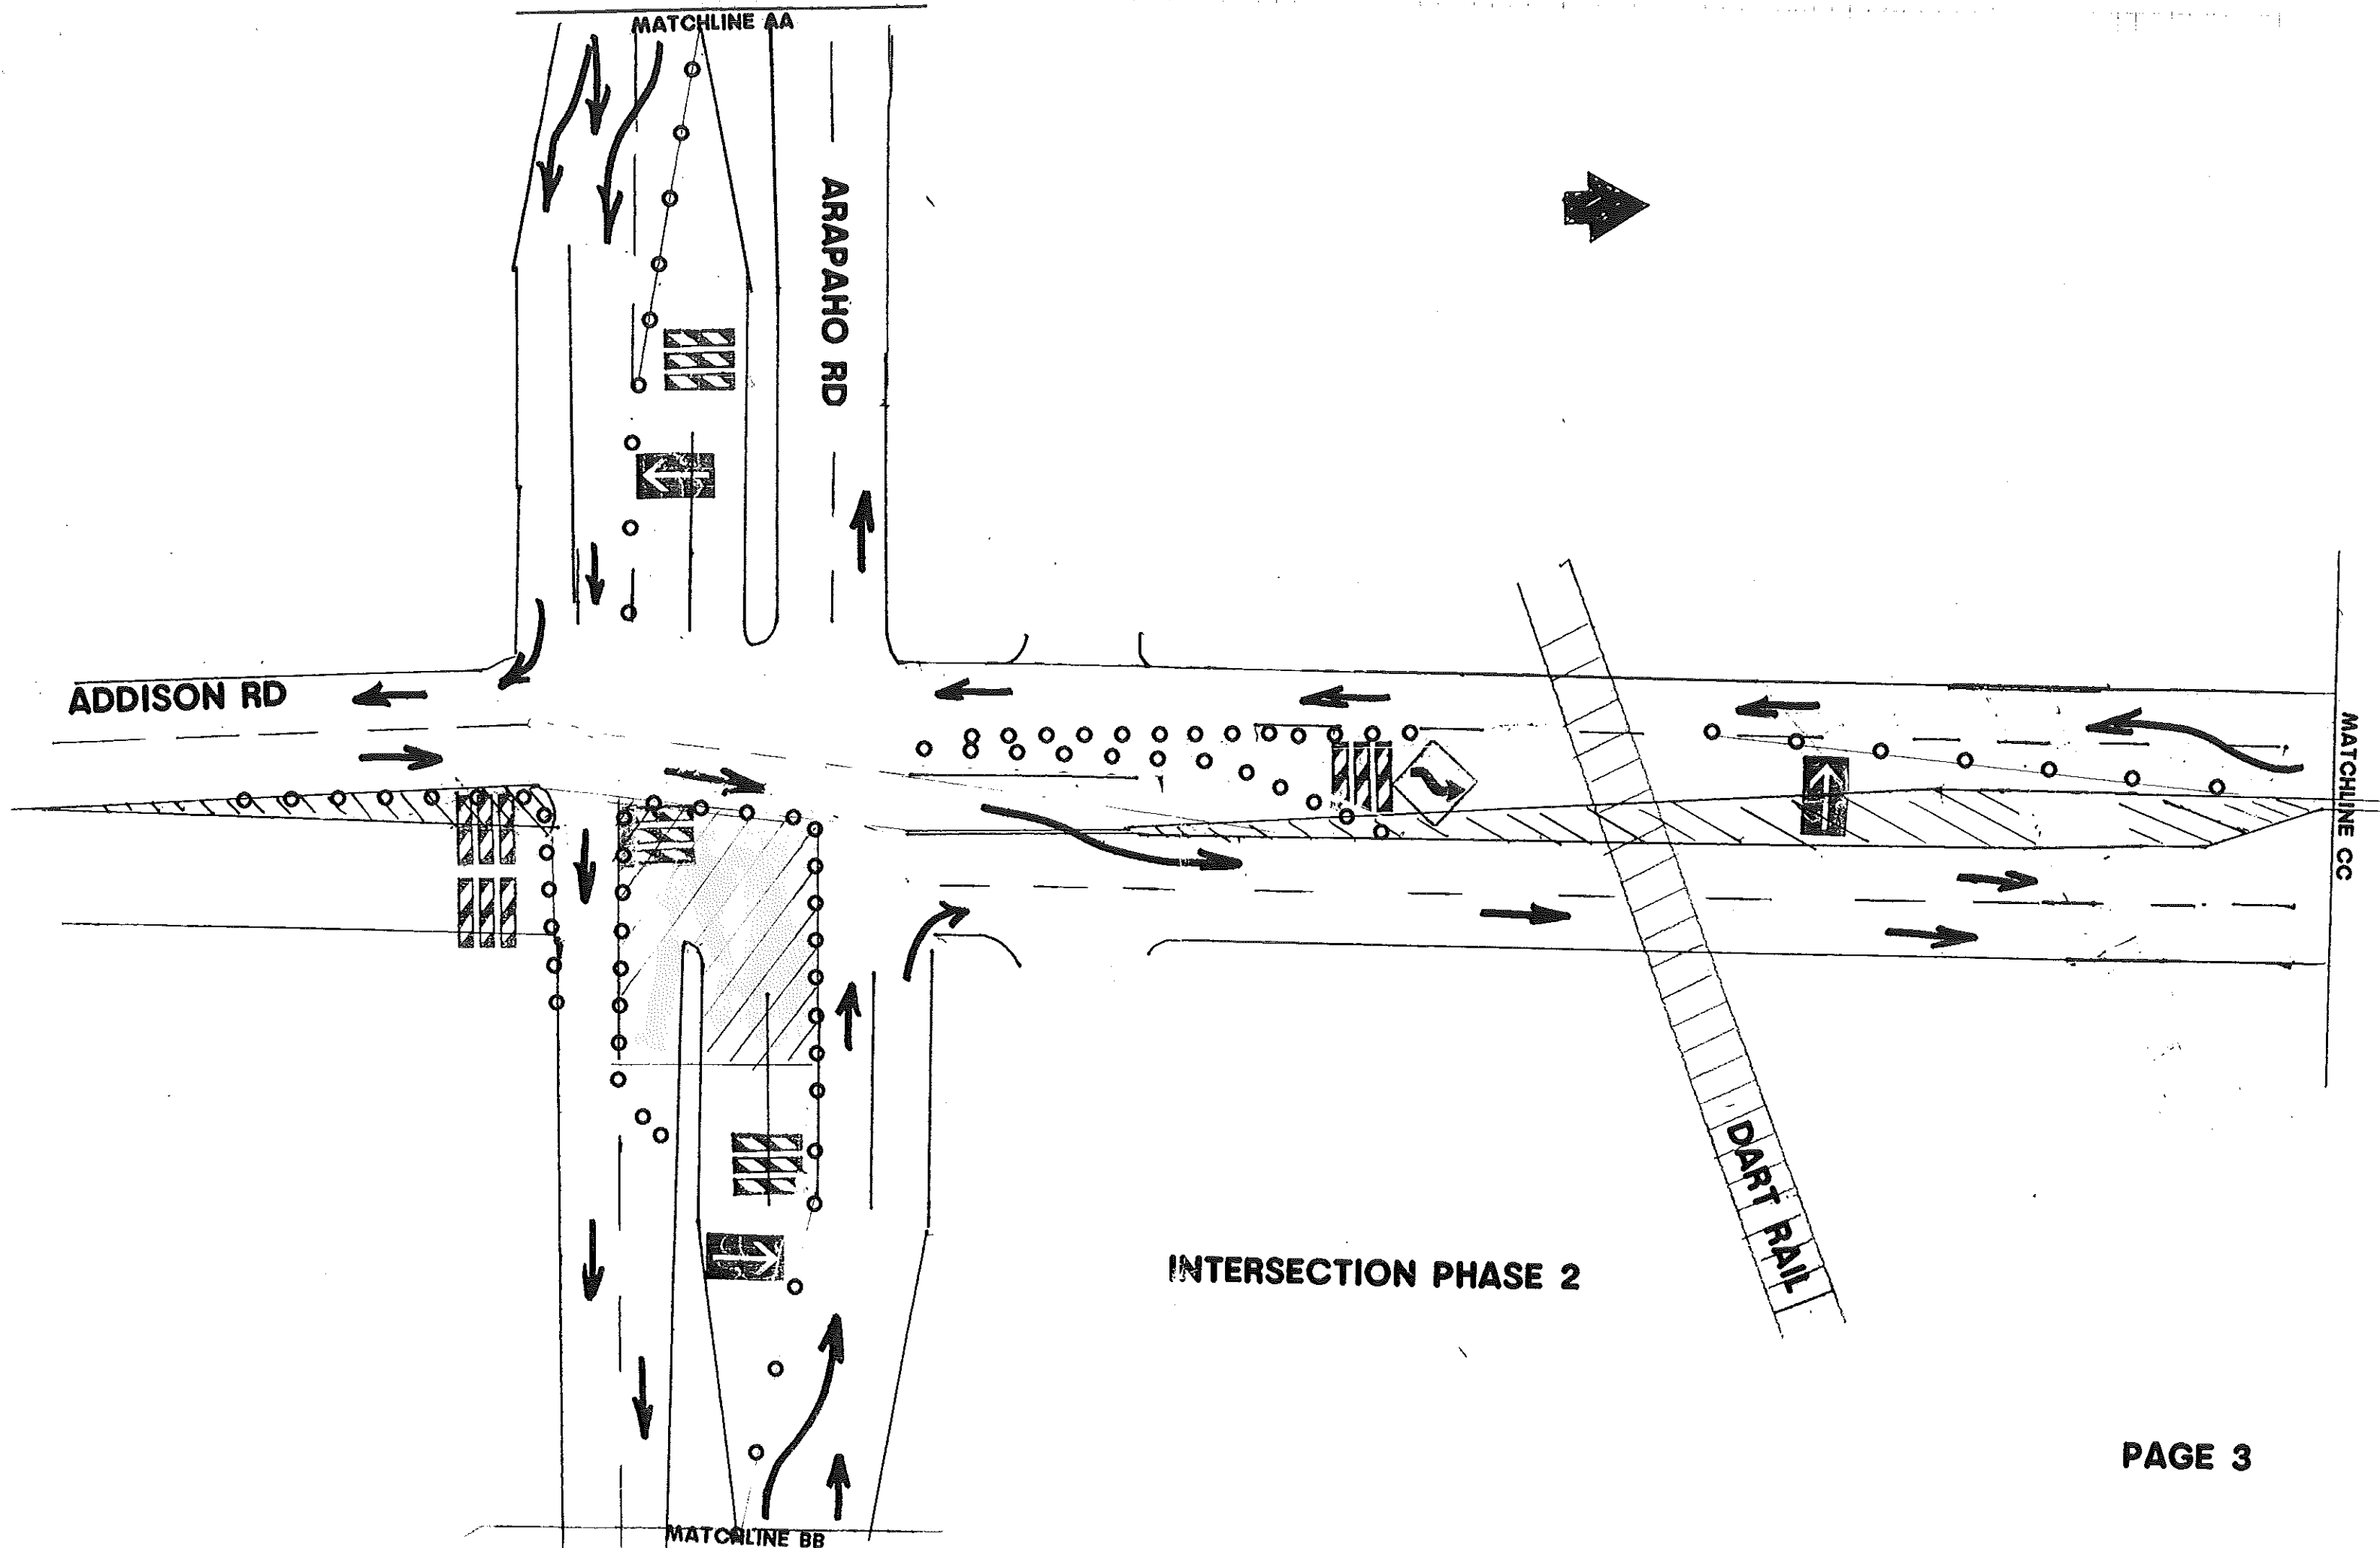 MATCHLINE AA
ARAPAHO RD
ADDISON RD
MATCHLINE CC
DART RAIL
INTERSECTION PHASE 2
PAGE 3
MATCHLINE BB